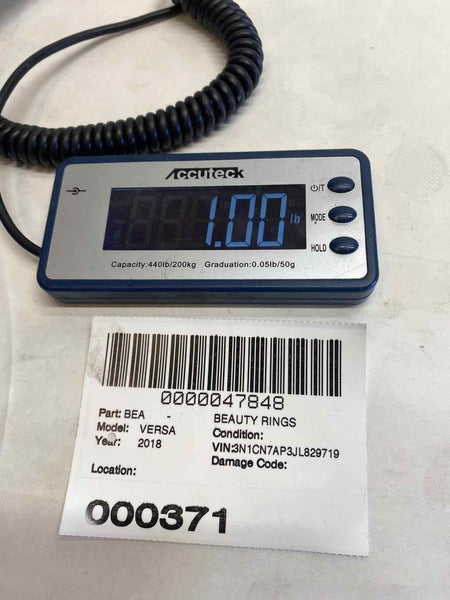 Accuteck
1.00 lb
⏻/T
MODE
HOLD
Capacity:440lb/200kg Graduation:0.05lb/50g
0000047848
Part: BEA - BEAUTY RINGS
Model: VERSA Condition:
Year: 2018 VIN:3N1CN7AP3JL829719
Location: Damage Code:
000371